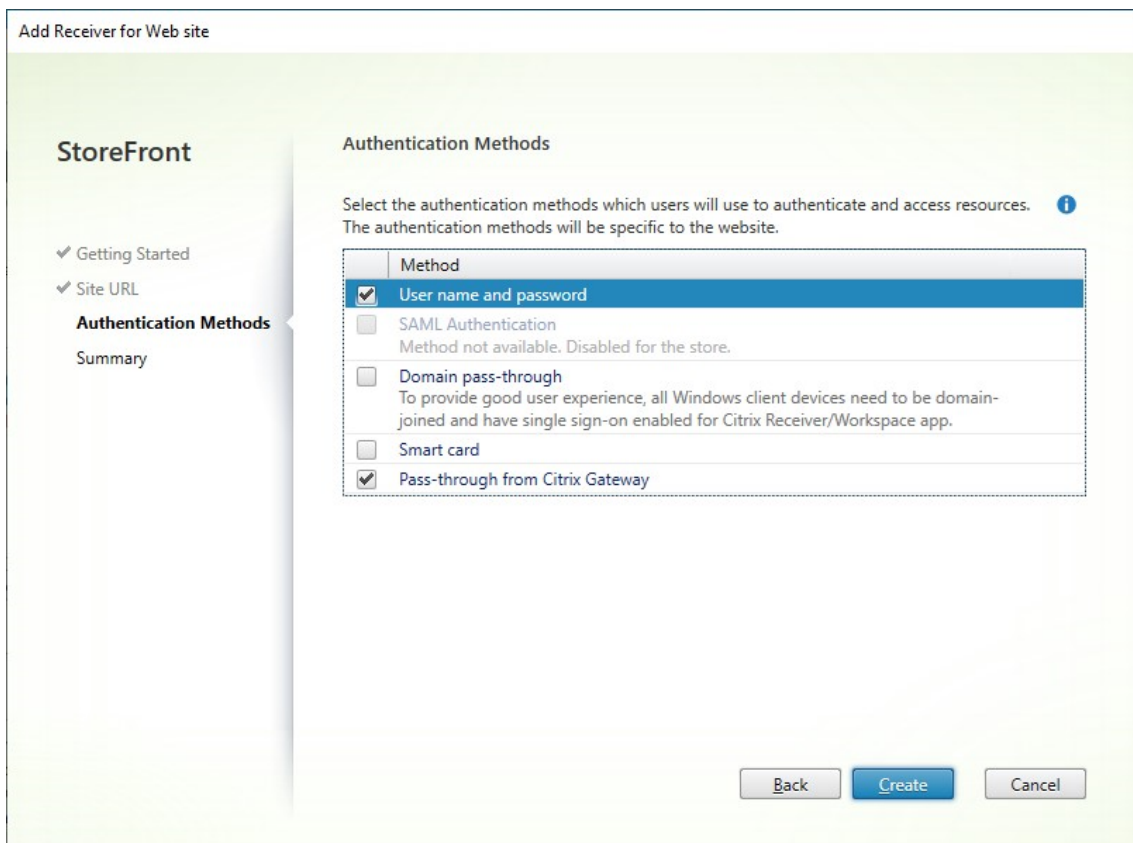 Add Receiver for Web site
StoreFront
Getting Started
Site URL
Authentication Methods
Summary
Authentication Methods
Select the authentication methods which users will use to authenticate and access resources.
The authentication methods will be specific to the website.
Method
User name and password
SAML Authentication
Method not available. Disabled for the store.
Domain pass-through
To provide good user experience, all Windows client devices need to be domain-
joined and have single sign-on enabled for Citrix Receiver/Workspace app.
Smart card
Pass-through from Citrix Gateway
Back
Create
Cancel